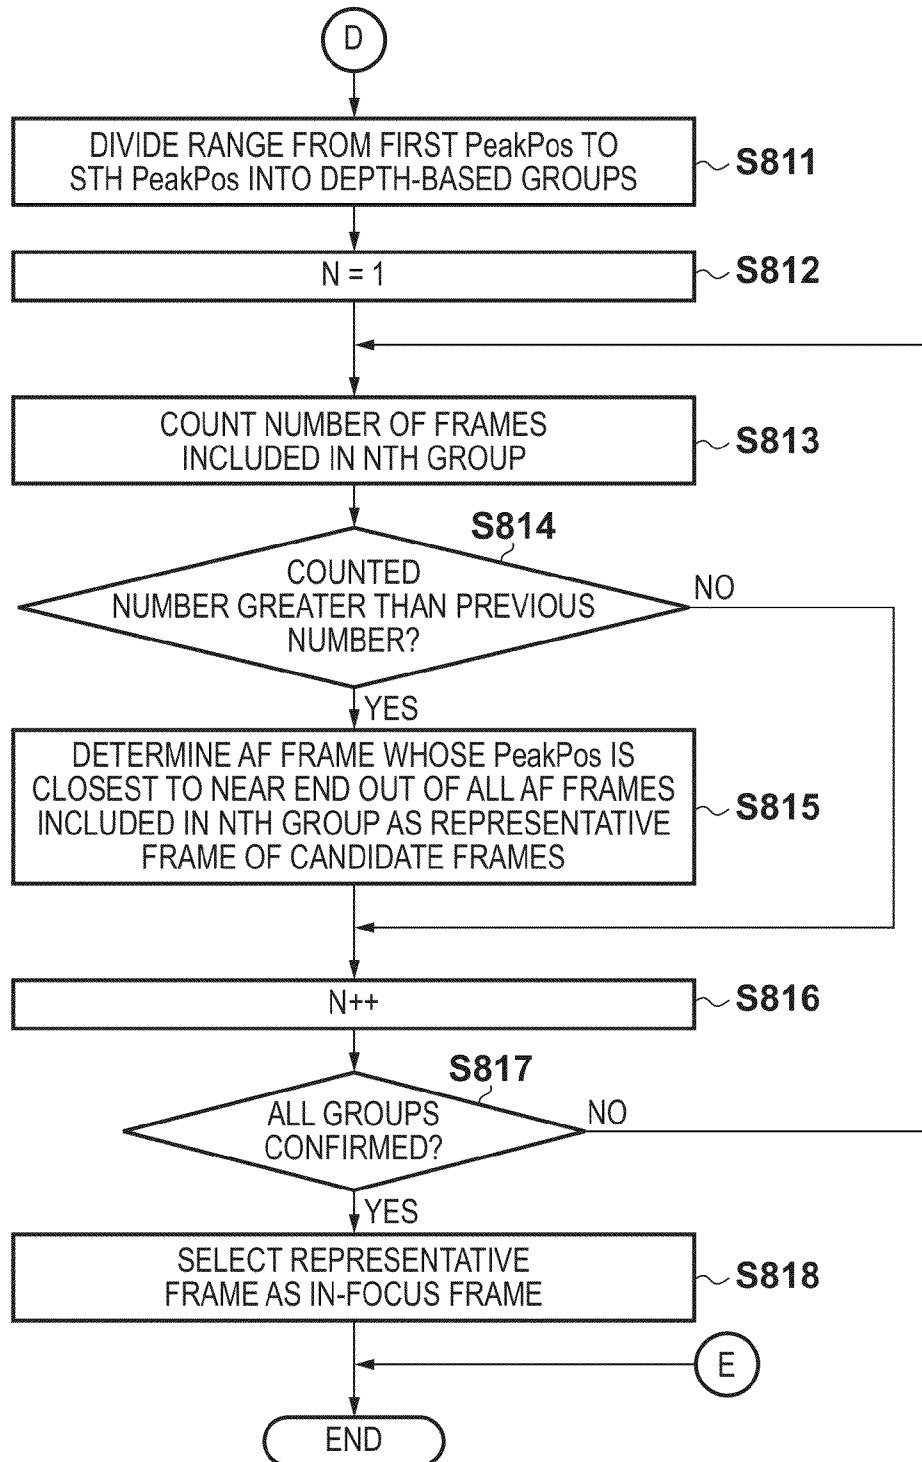 D
DIVIDE RANGE FROM FIRST PeakPos TO
STH PeakPos INTO DEPTH-BASED GROUPS
S811
N = 1
S812
COUNT NUMBER OF FRAMES
INCLUDED IN NTH GROUP
S813
S814
COUNTED
NUMBER GREATER THAN PREVIOUS
NUMBER?
NO
YES
DETERMINE AF FRAME WHOSE PeakPos IS
CLOSEST TO NEAR END OUT OF ALL AF FRAMES
INCLUDED IN NTH GROUP AS REPRESENTATIVE
FRAME OF CANDIDATE FRAMES
S815
N++
S816
S817
ALL GROUPS
CONFIRMED?
NO
YES
SELECT REPRESENTATIVE
FRAME AS IN-FOCUS FRAME
S818
E
END